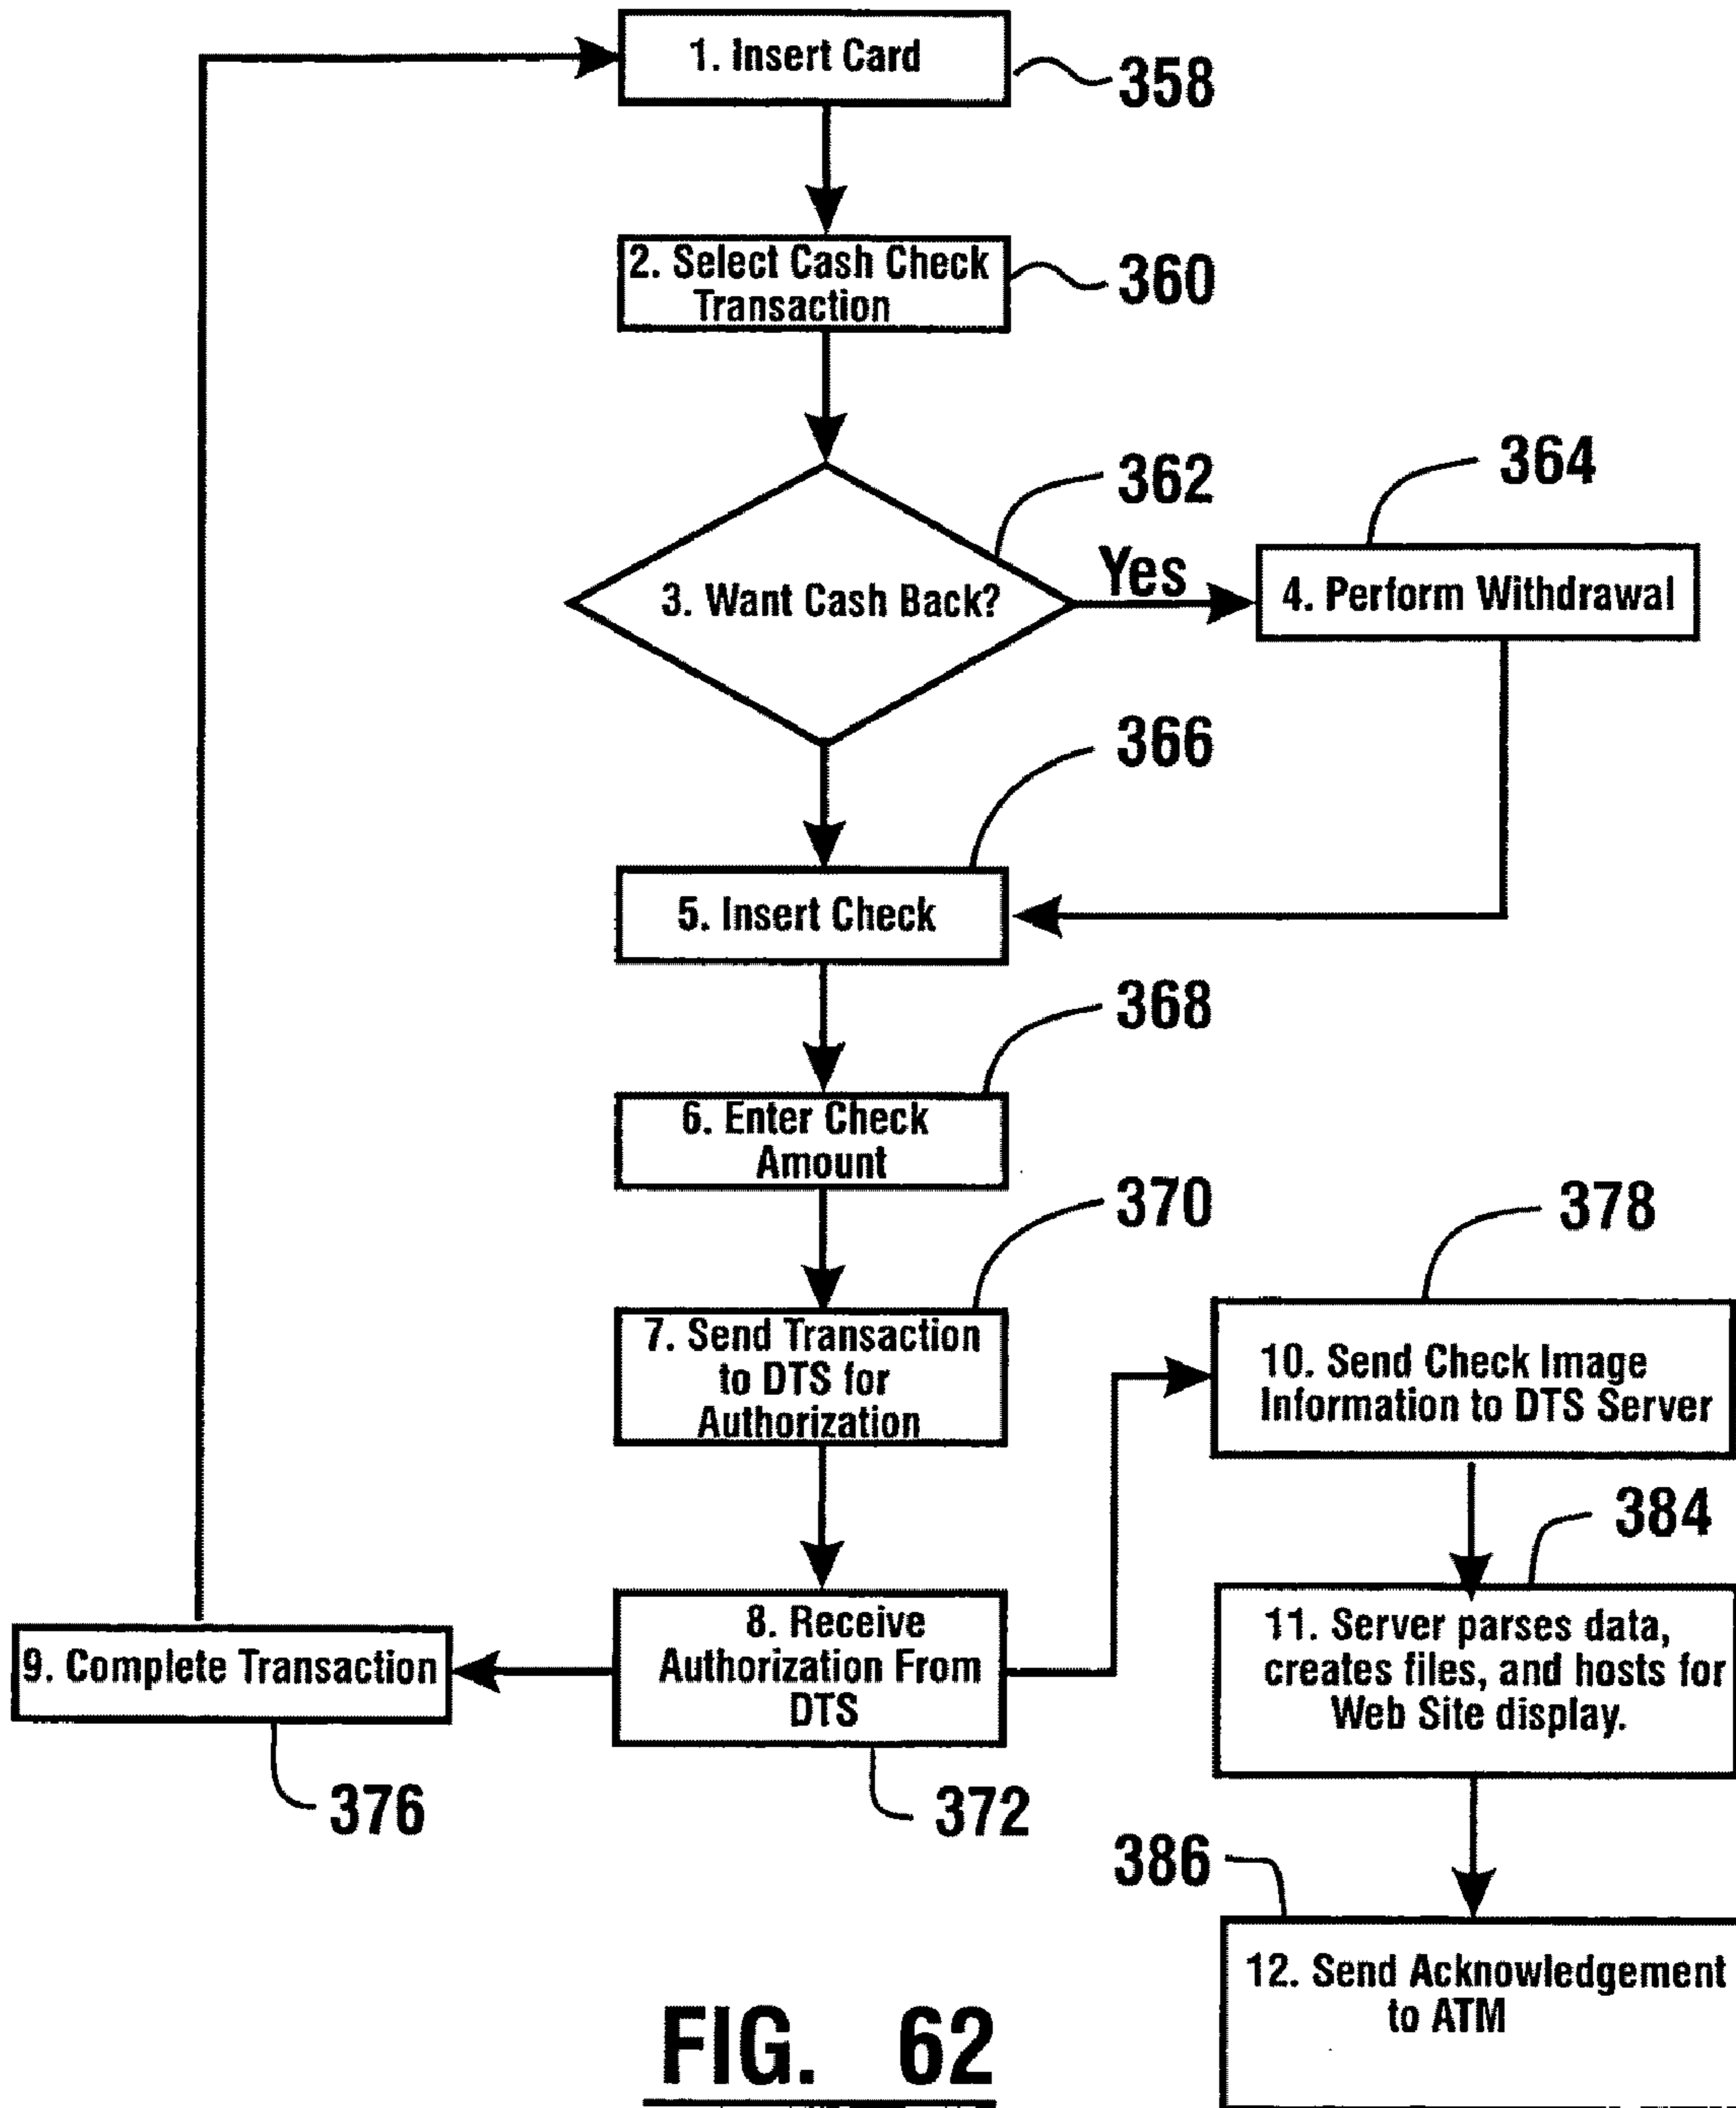 1. Insert Card
358
2. Select Cash Check
Transaction
360
362
364
3. Want Cash Back?
Yes
4. Perform Withdrawal
366
5. Insert Check
368
6. Enter Check
Amount
370
378
7. Send Transaction
to DTS for
Authorization
10. Send Check Image
Information to DTS Server
384
8. Receive
Authorization From
DTS
9. Complete Transaction
11. Server parses data,
creates files, and hosts for
Web Site display.
376
372
386
12. Send Acknowledgement
to ATM
FIG. 62